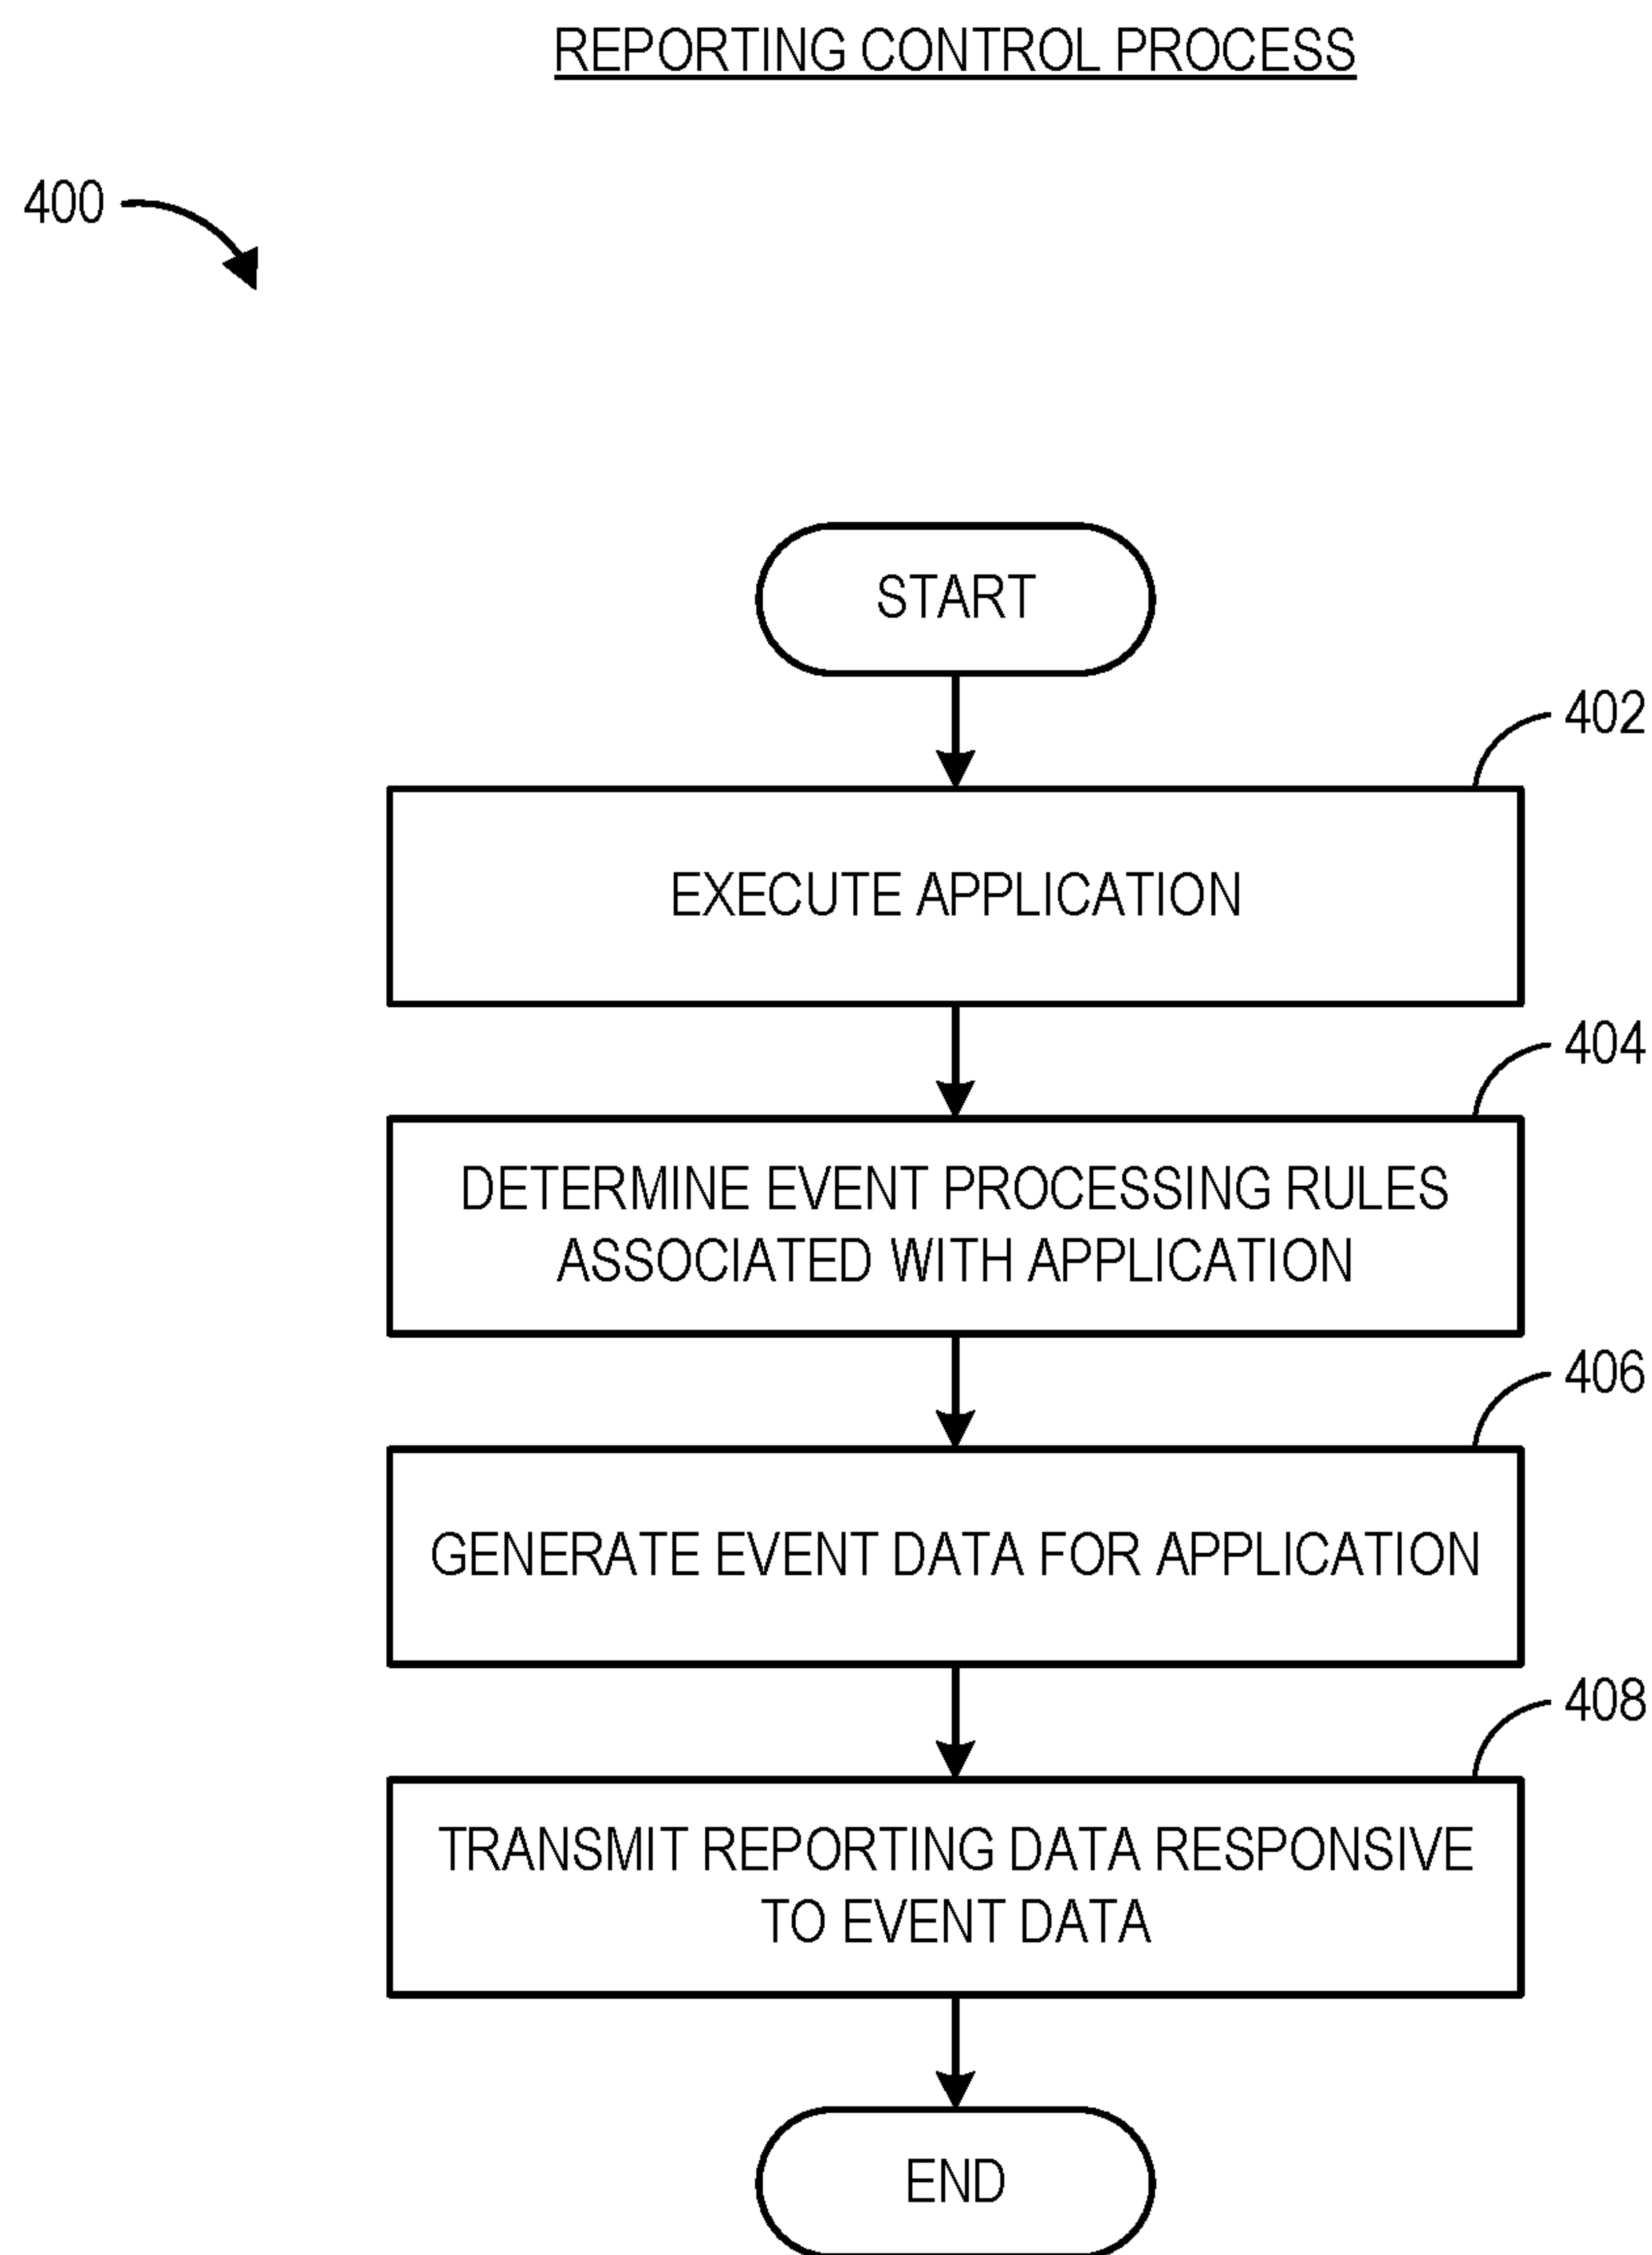 REPORTING CONTROL PROCESS
400
START
402
EXECUTE APPLICATION
404
DETERMINE EVENT PROCESSING RULES
ASSOCIATED WITH APPLICATION
406
GENERATE EVENT DATA FOR APPLICATION
408
TRANSMIT REPORTING DATA RESPONSIVE
TO EVENT DATA
END